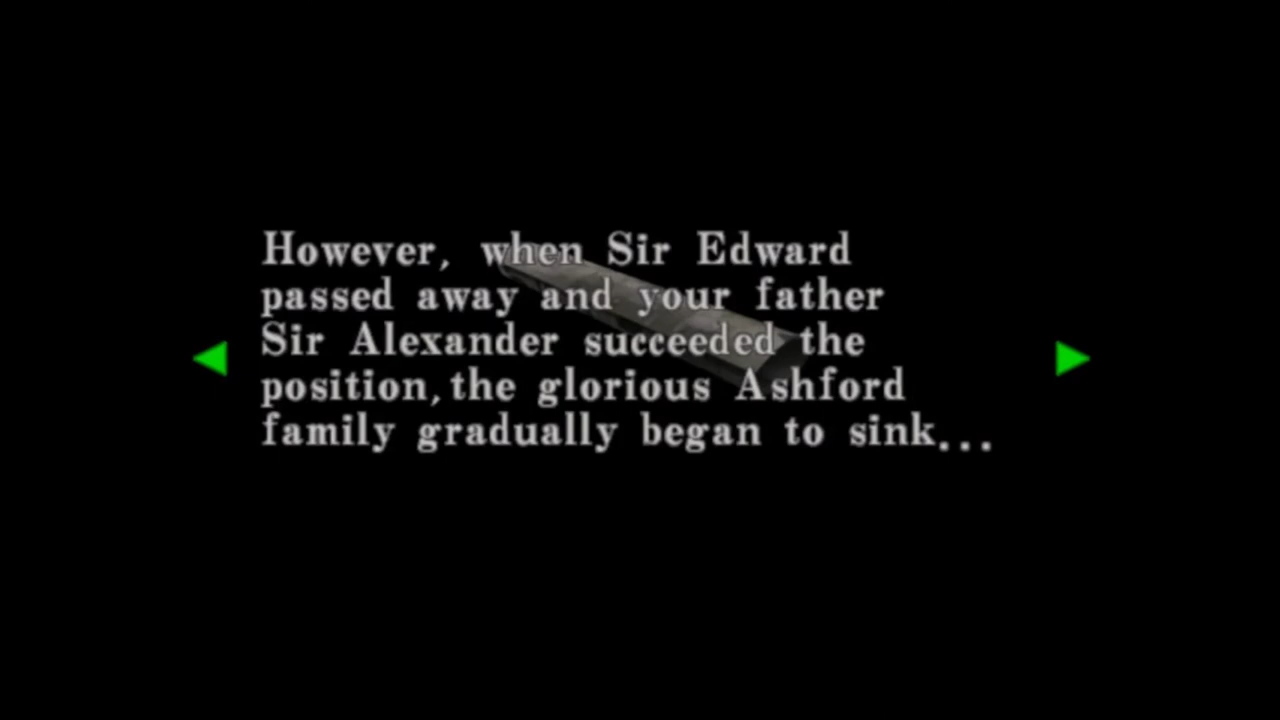 However, when Sir Edward
passed away and your father
Sir Alexander succeeded the
position, the glorious Ashford
family gradually began to sink...